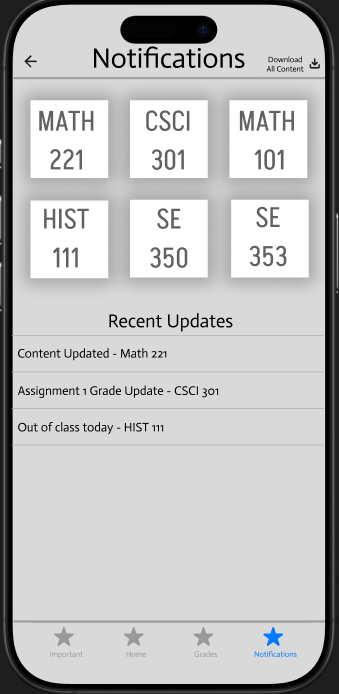 Notifications
Download
All Content
MATH
221
CSCI
301
MATH
101
HIST
111
SE
350
SE
353
Recent Updates
Content Updated - Math 221
Assignment 1 Grade Update - CSCI 301
Out of class today - HIST 111
Important
Home
Grades
Notifications